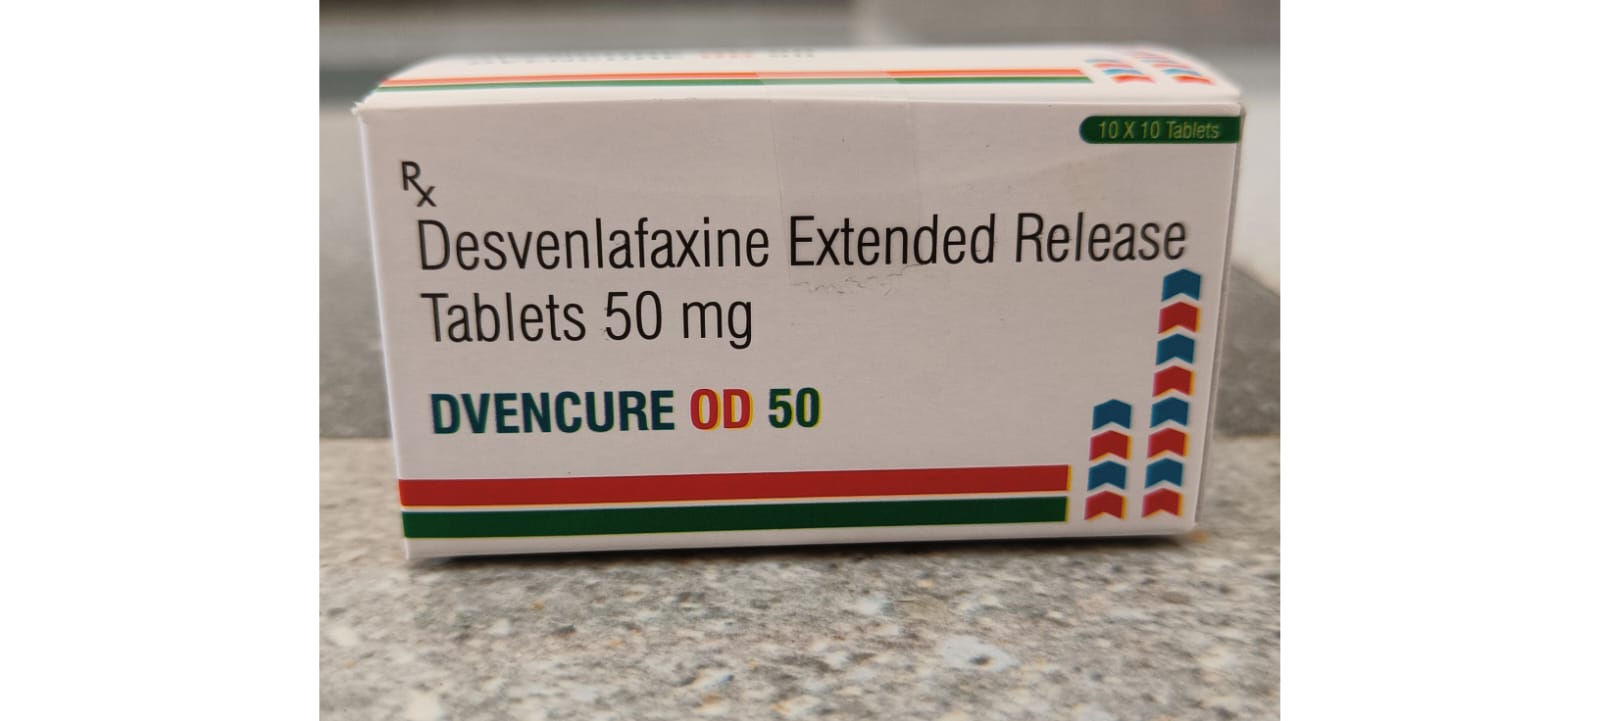 10 X 10 Tablets
Rx
Desvenlafaxine Extended Release
Tablets 50 mg
DVENCURE OD 50